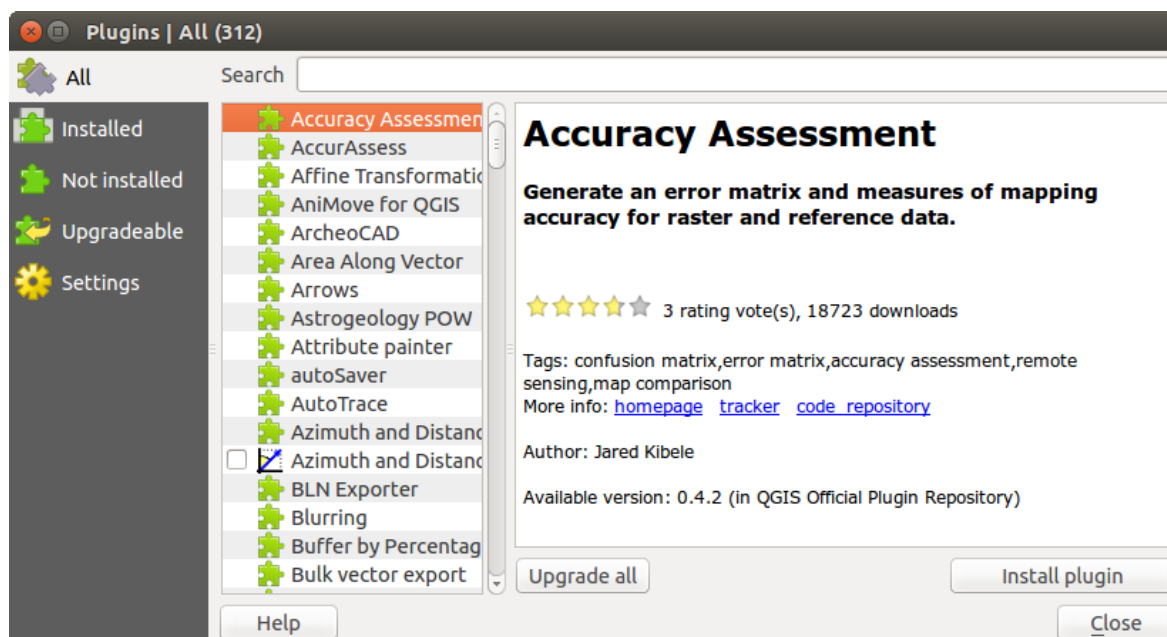 Plugins | All (312)
All
Installed
Not installed
Upgradeable
Settings
Search
Accuracy Assessmen
AccurAssess
Affine Transformatic
AniMove for QGIS
ArcheoCAD
Area Along Vector
Arrows
Astrogeology POW
Attribute painter
autoSaver
AutoTrace
Azimuth and Distanc
Azimuth and Distanc
BLN Exporter
Blurring
Buffer by Percentag
Bulk vector export
Accuracy Assessment
Generate an error matrix and measures of mapping
accuracy for raster and reference data.
3 rating vote(s), 18723 downloads
Tags: confusion matrix,error matrix,accuracy assessment,remote
sensing,map comparison
More info: homepage tracker code repository
Author: Jared Kibele
Available version: 0.4.2 (in QGIS Official Plugin Repository)
Upgrade all
Install plugin
Help
Close